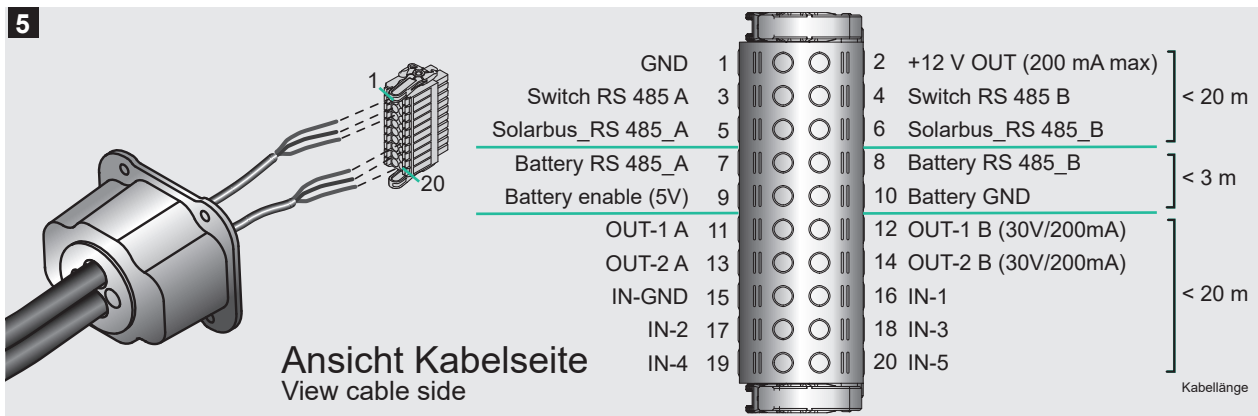 5
1
20
GND 1 2 +12 V OUT (200 mA max)
Switch RS 485 A 3 4 Switch RS 485 B
Solarbus_RS 485_A 5 6 Solarbus_RS 485_B
< 20 m
Battery RS 485_A 7 8 Battery RS 485_B
Battery enable (5V) 9 10 Battery GND
< 3 m
OUT-1 A 11 12 OUT-1 B (30V/200mA)
OUT-2 A 13 14 OUT-2 B (30V/200mA)
IN-GND 15 16 IN-1
IN-2 17 18 IN-3
IN-4 19 20 IN-5
< 20 m
Ansicht Kabelseite
View cable side
Kabellänge